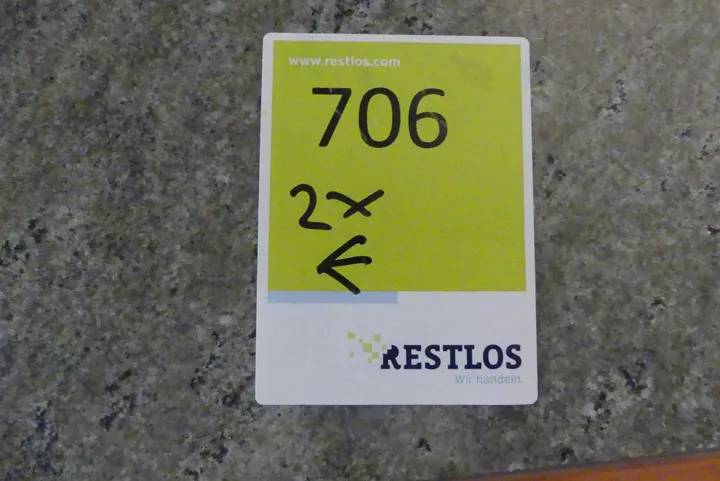 www.restlos.com
706
2x
←
RESTLOS
Wir handeln.